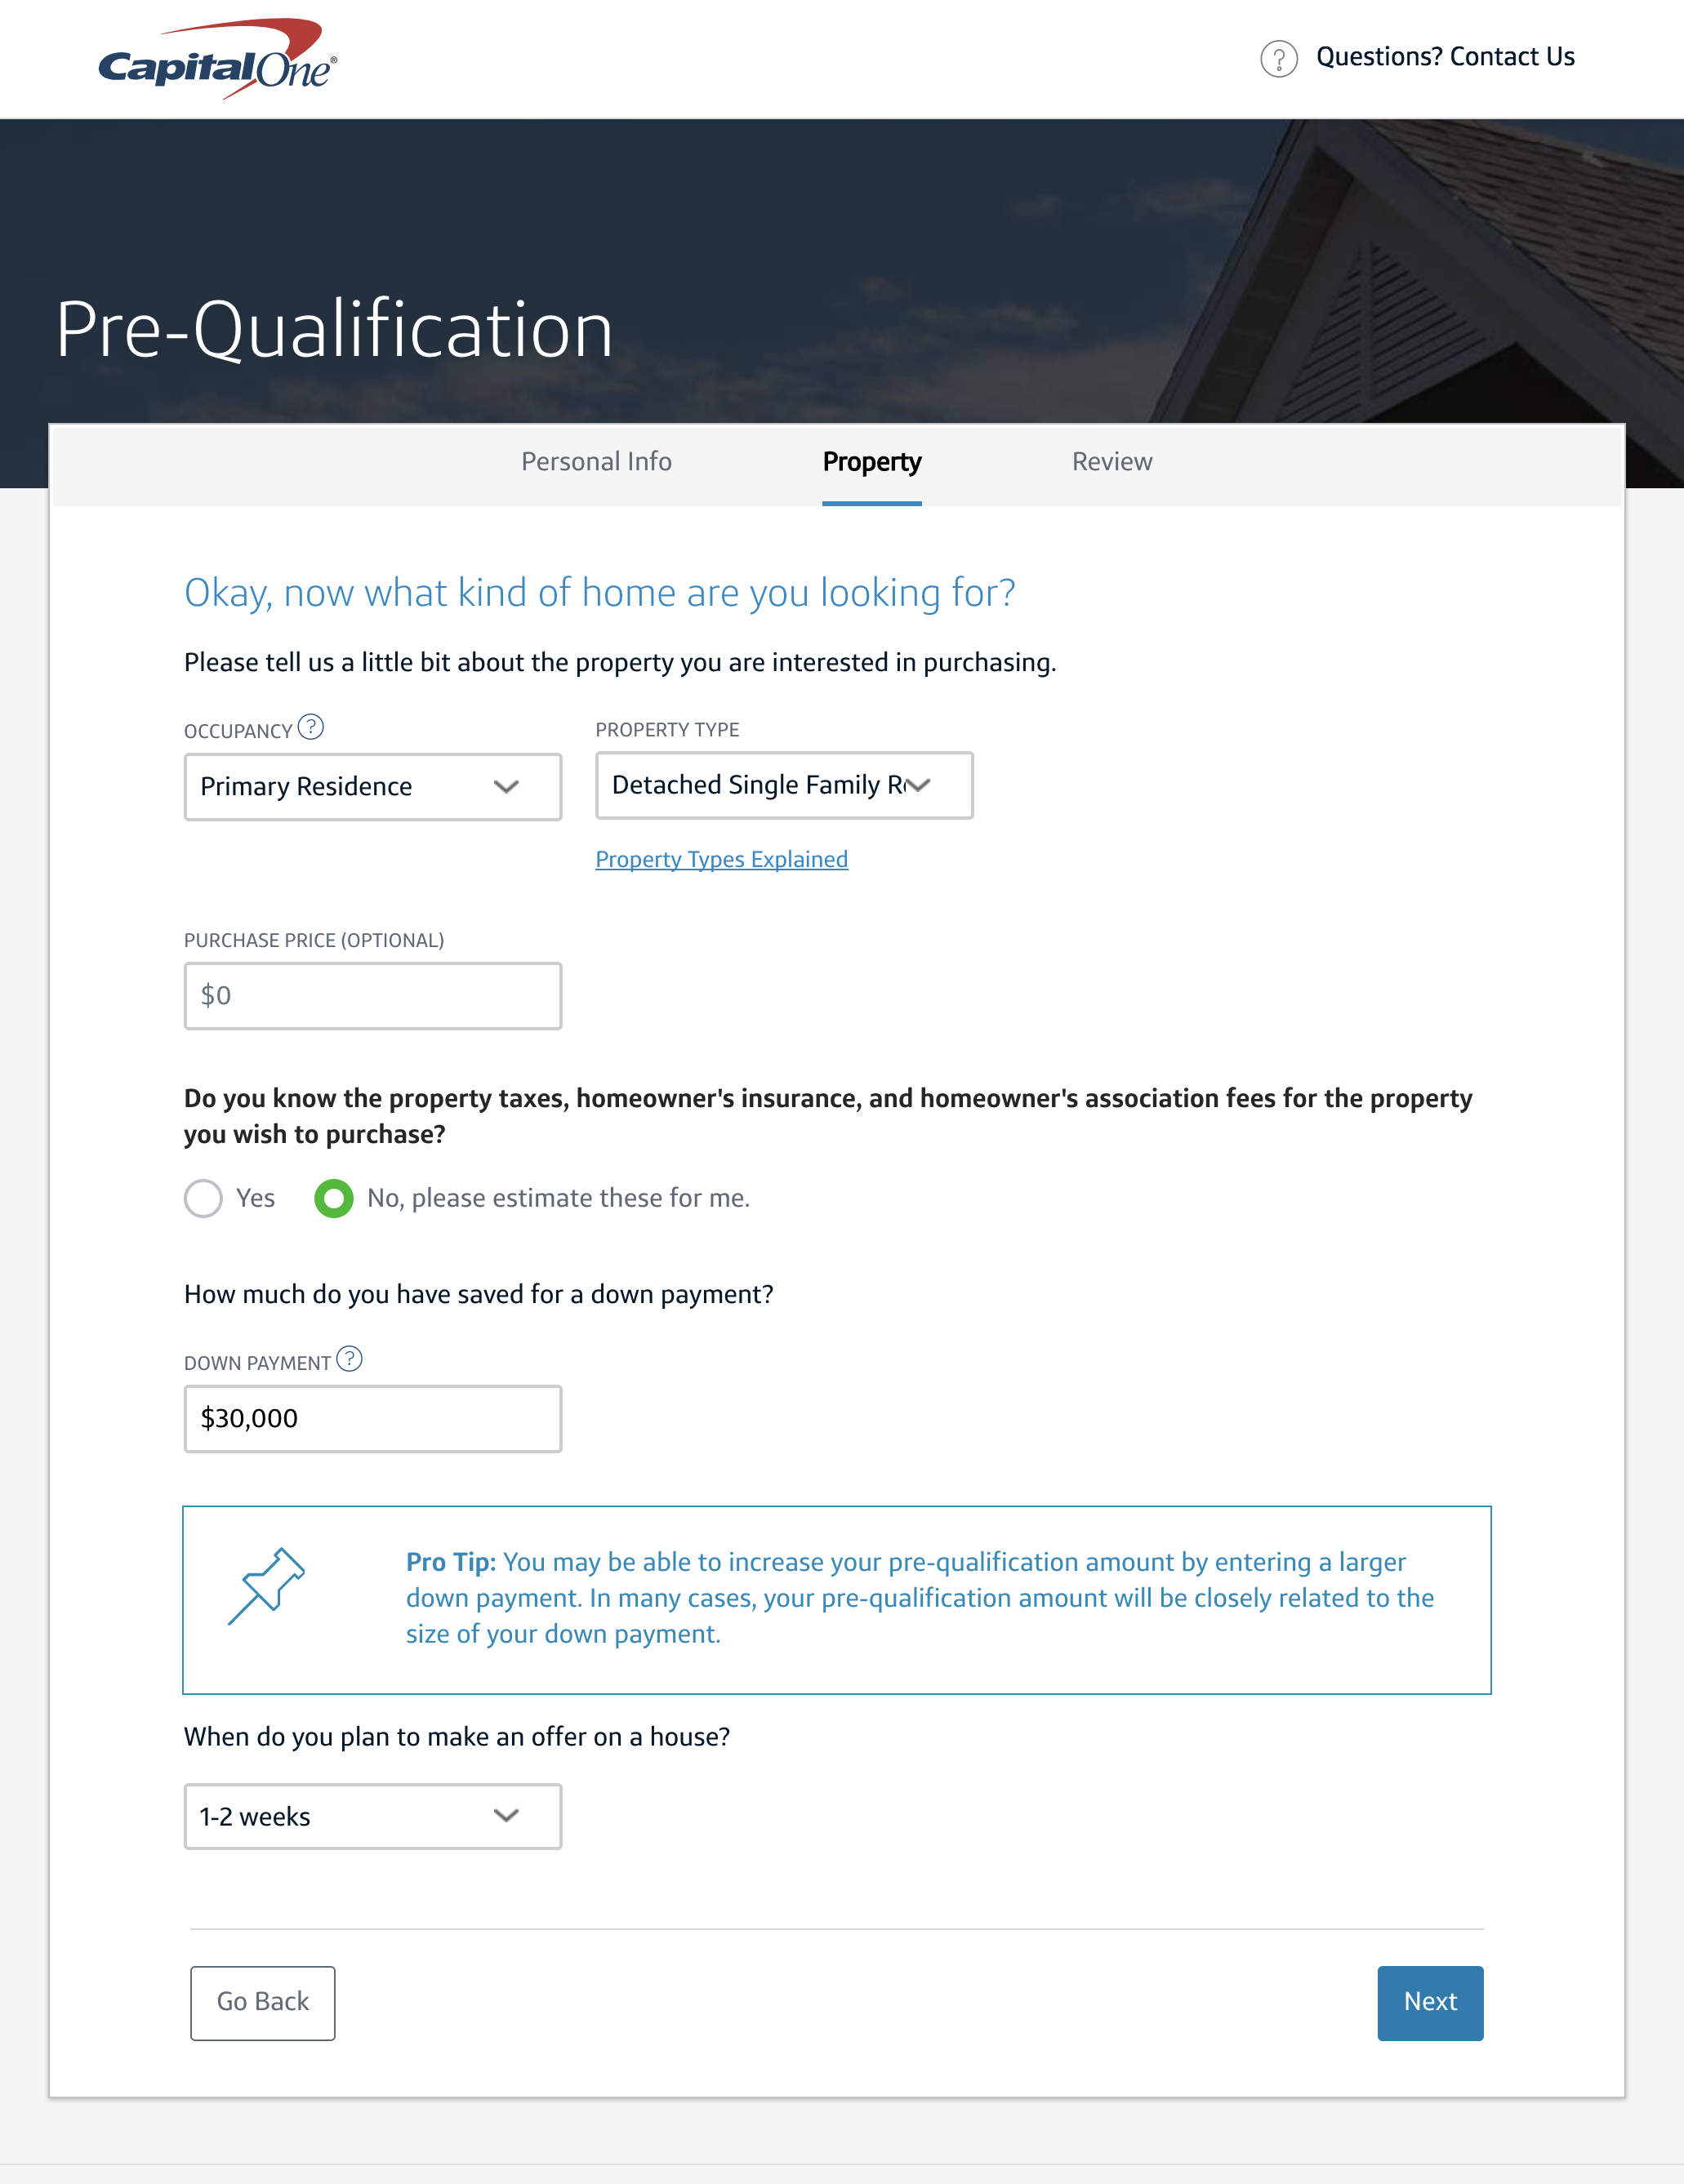 CapitalOne®
? Questions? Contact Us
Pre-Qualification
Personal Info Property Review
Okay, now what kind of home are you looking for?
Please tell us a little bit about the property you are interested in purchasing.
OCCUPANCY ? PROPERTY TYPE
Primary Residence Detached Single Family R
Property Types Explained
PURCHASE PRICE (OPTIONAL)
$0
Do you know the property taxes, homeowner's insurance, and homeowner's association fees for the property
you wish to purchase?
Yes No, please estimate these for me.
How much do you have saved for a down payment?
DOWN PAYMENT ?
$30,000
Pro Tip: You may be able to increase your pre-qualification amount by entering a larger
down payment. In many cases, your pre-qualification amount will be closely related to the
size of your down payment.
When do you plan to make an offer on a house?
1-2 weeks
Go Back Next